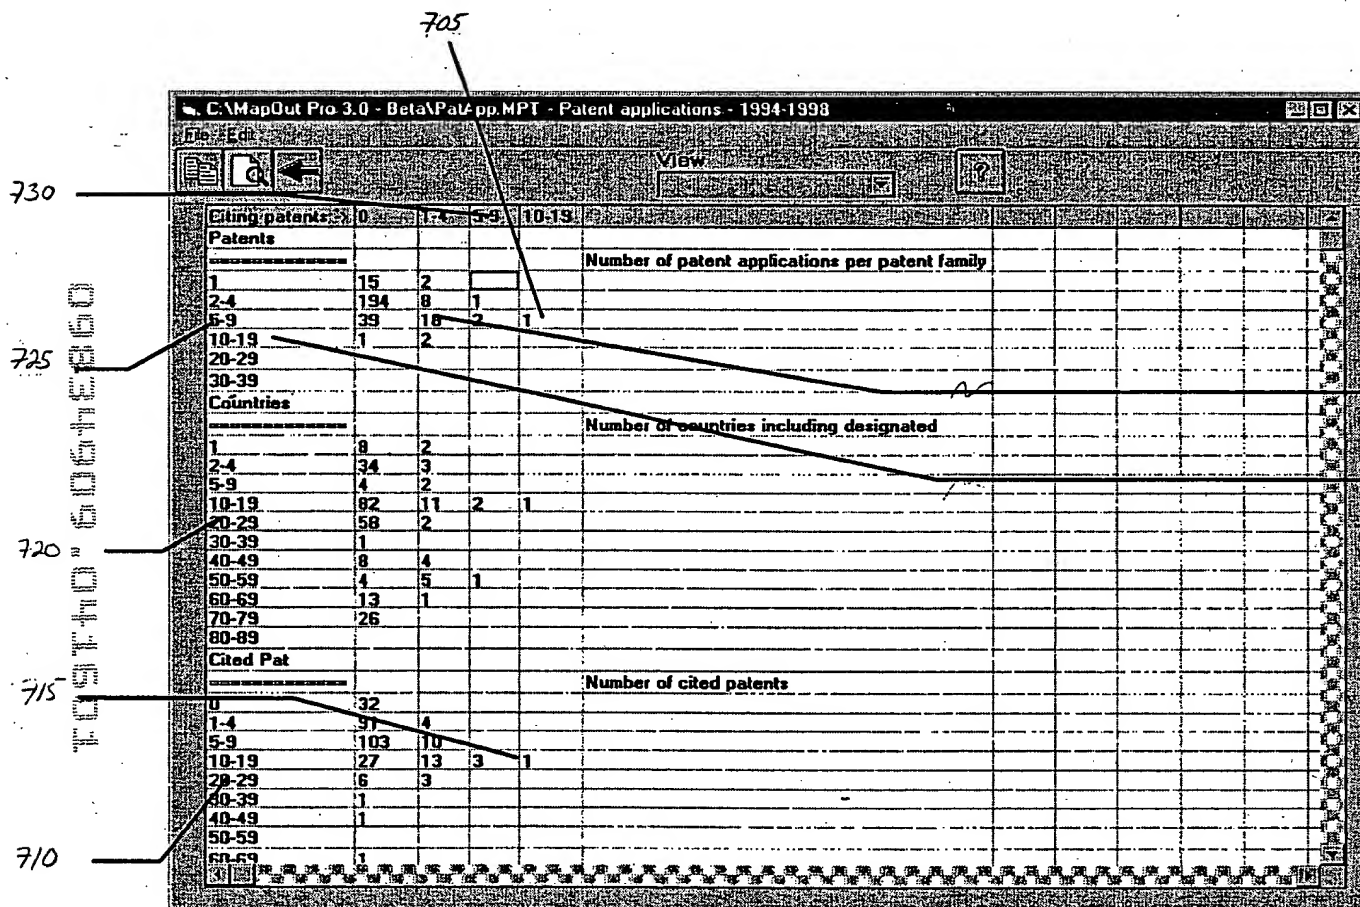 705
C:\MapOut Pro 3.0 - Beta\PatApp.MPT - Patent applications - 1994-1998
File Edit
View
?
730
Citing patents-> 0 1-4 5-9 10-19
Patents
============== Number of patent applications per patent family
1 15 2
2-4 194 8 1
5-9 39 18 2 1
725
10-19 1 2
20-29
30-39
Countries
============== Number of countries including designated
1 8 2
2-4 34 3
5-9 4 2
10-19 82 11 2 1
20-29 58 2
720
30-39 1
40-49 8 4
50-59 4 5 1
60-69 13 1
70-79 26
80-89
Cited Pat
============== Number of cited patents
715
0 32
1-4 91 4
5-9 103 10
10-19 27 13 3 1
20-29 6 3
30-39 1
40-49 1
50-59
710
60-69 1